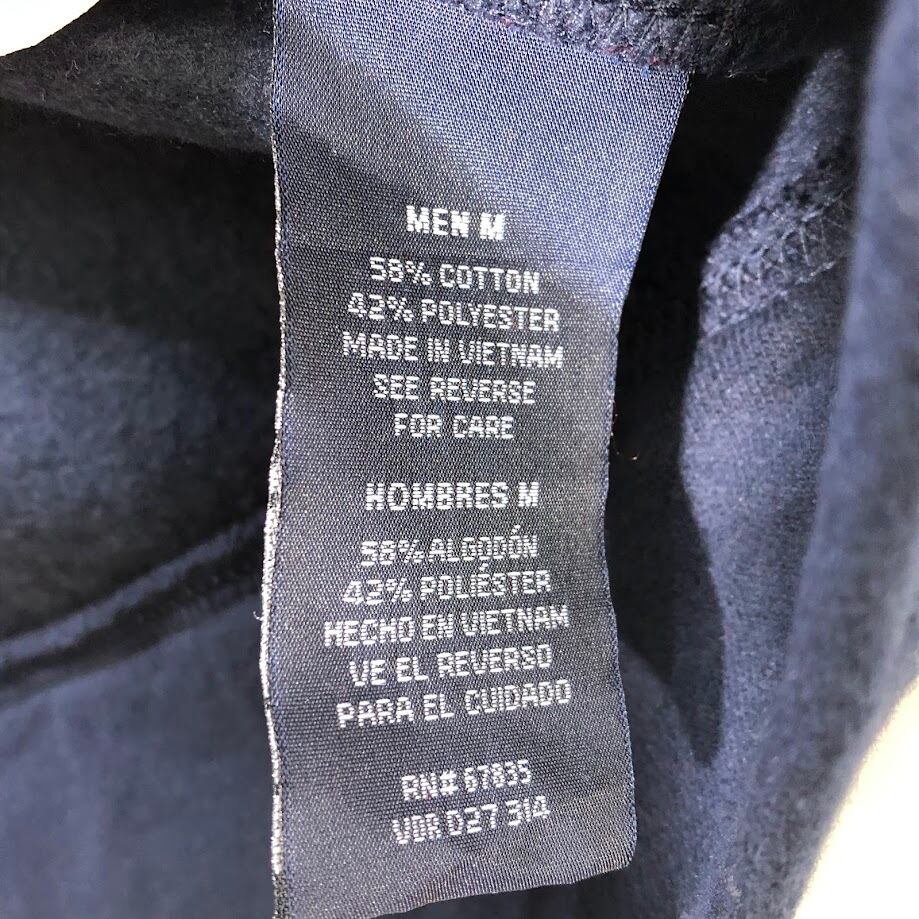 MEN M
58% COTTON
42% POLYESTER
MADE IN VIETNAM
SEE REVERSE
FOR CARE
HOMBRES M
58% ALGODÓN
42% POLIÉSTER
HECHO EN VIETNAM
VE EL REVERSO
PARA EL CUIDADO
RN# 67835
VDR D27 314